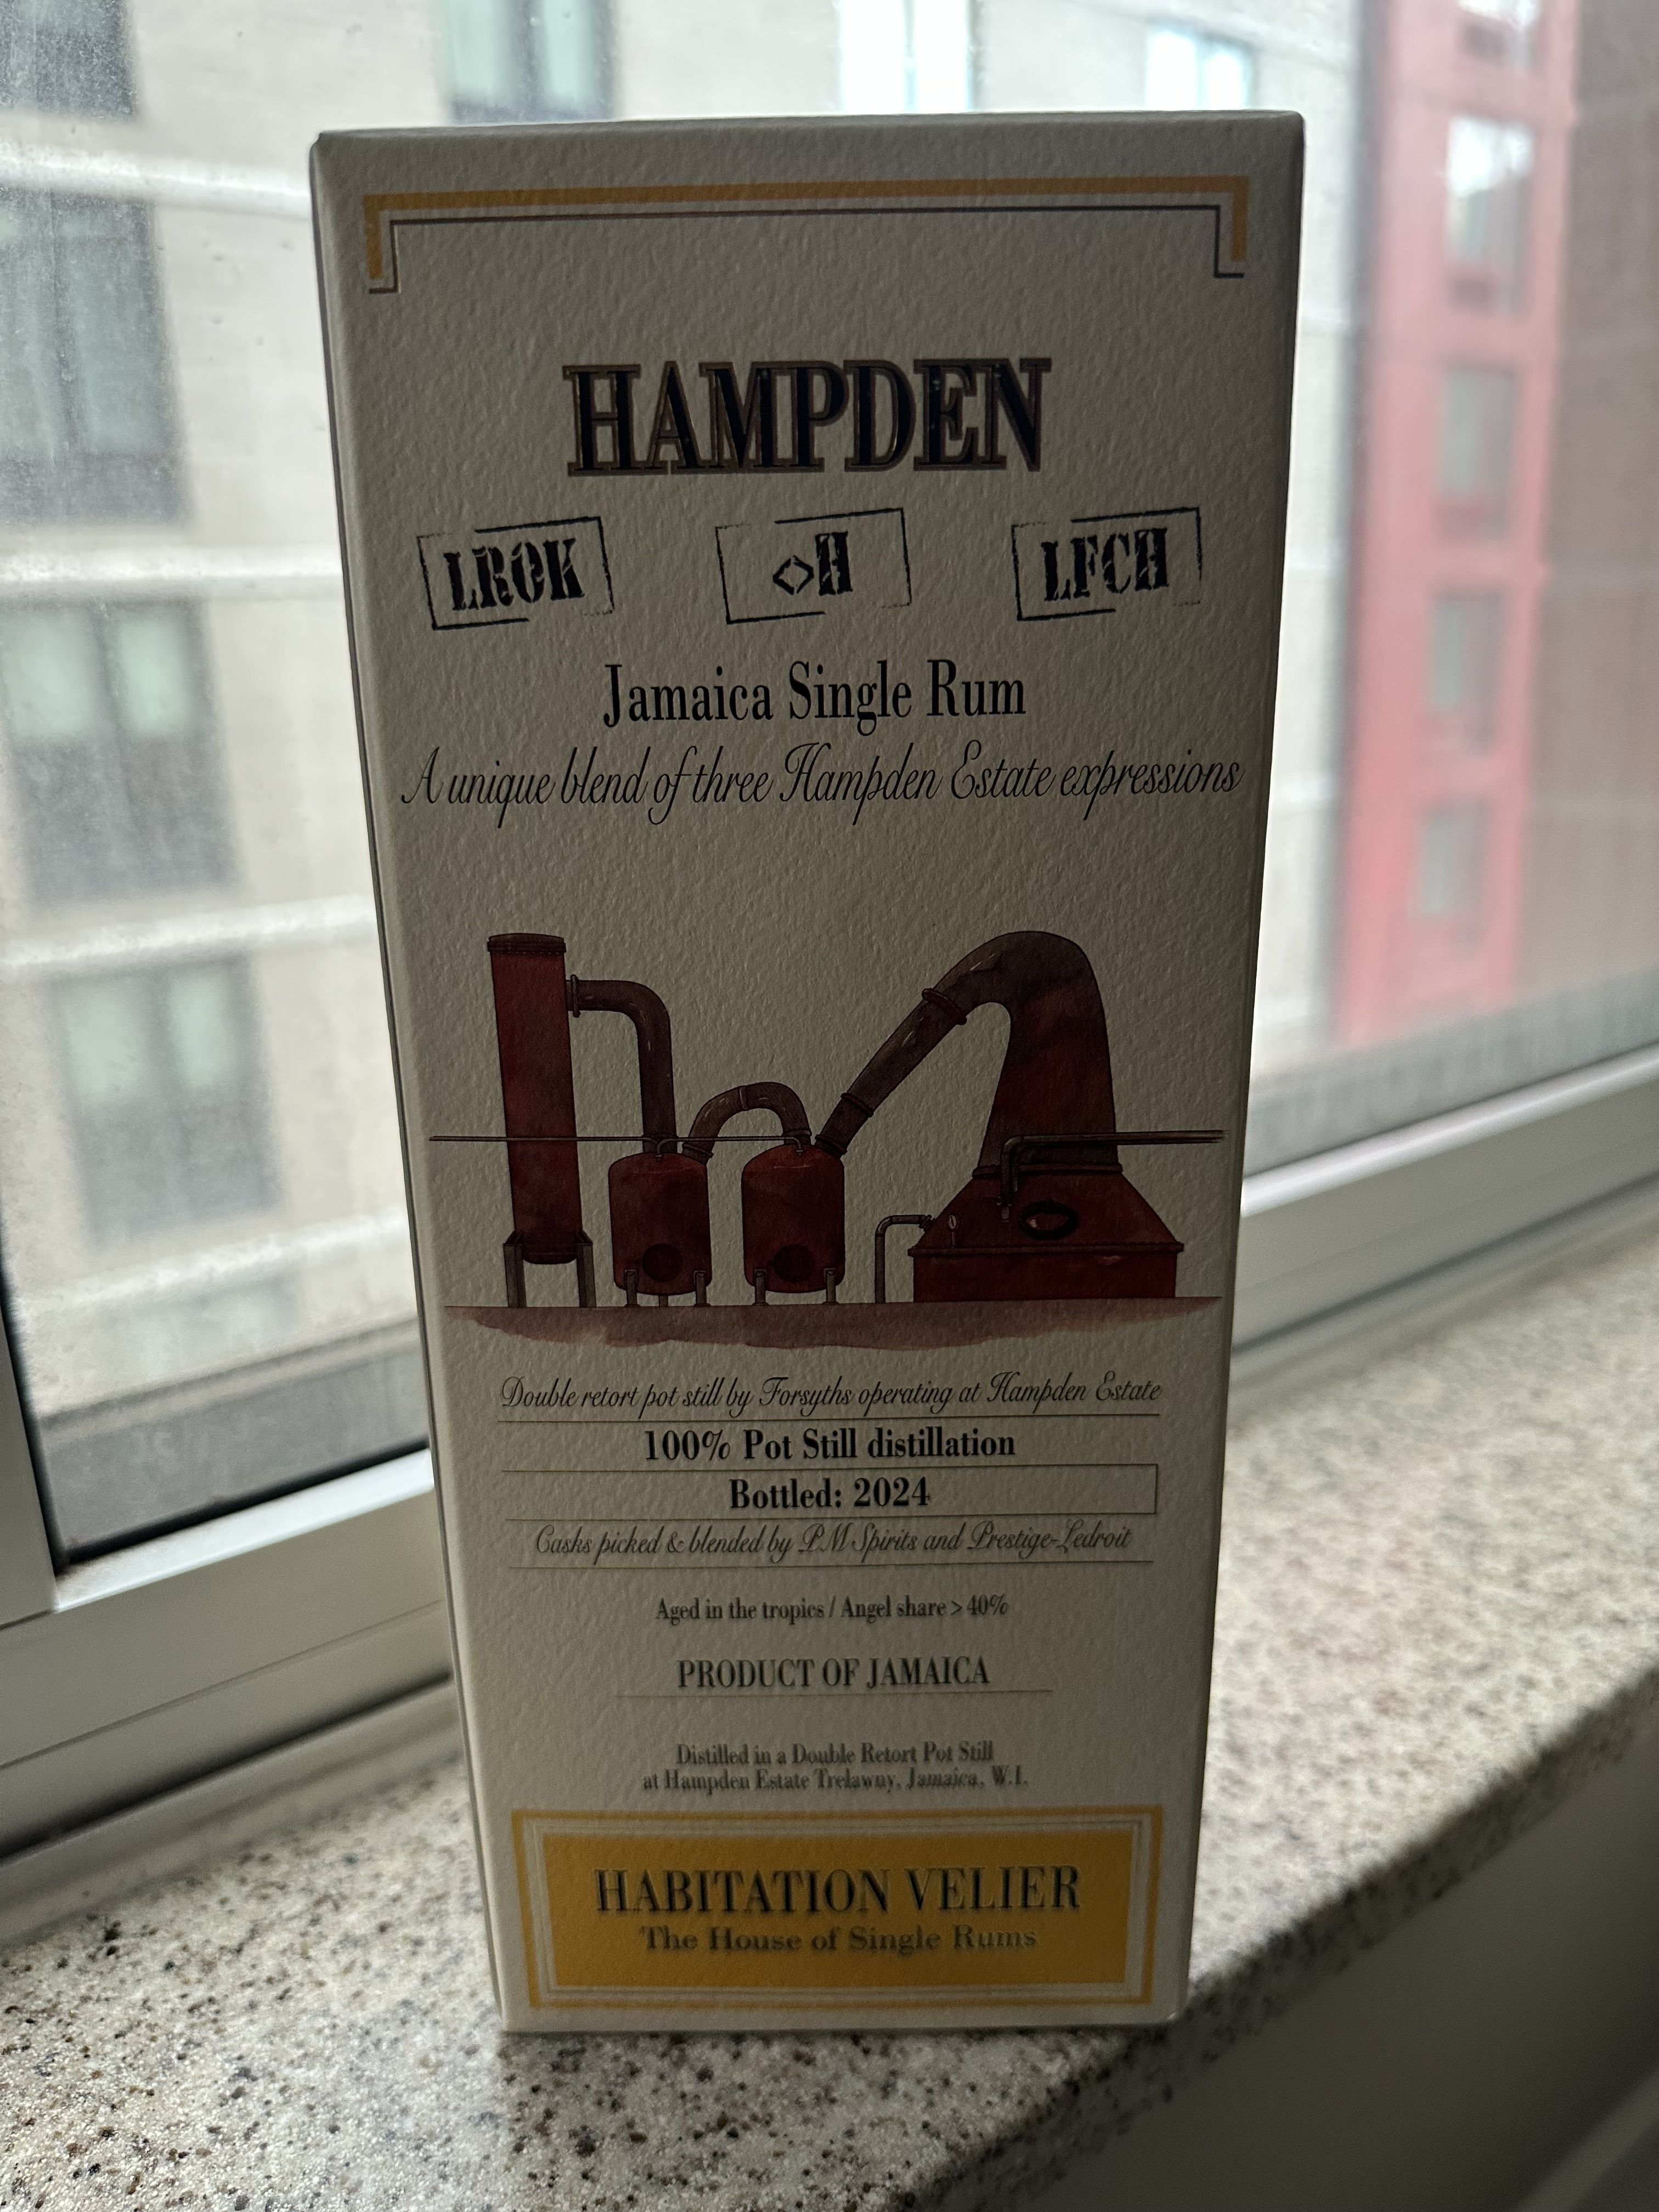 HAMPDEN
LROK
<>H
LFCH
Jamaica Single Rum
A unique blend of three Hampden Estate expressions
Double retort pot still by Forsyths operating at Hampden Estate
100% Pot Still distillation
Bottled: 2024
Casks picked & blended by PM Spirits and Prestige-Ledroit
Aged in the tropics / Angel share > 40%
PRODUCT OF JAMAICA
Distilled in a Double Retort Pot Still
at Hampden Estate Trelawny, Jamaica, W.I.
HABITATION VELIER
The House of Single Rums